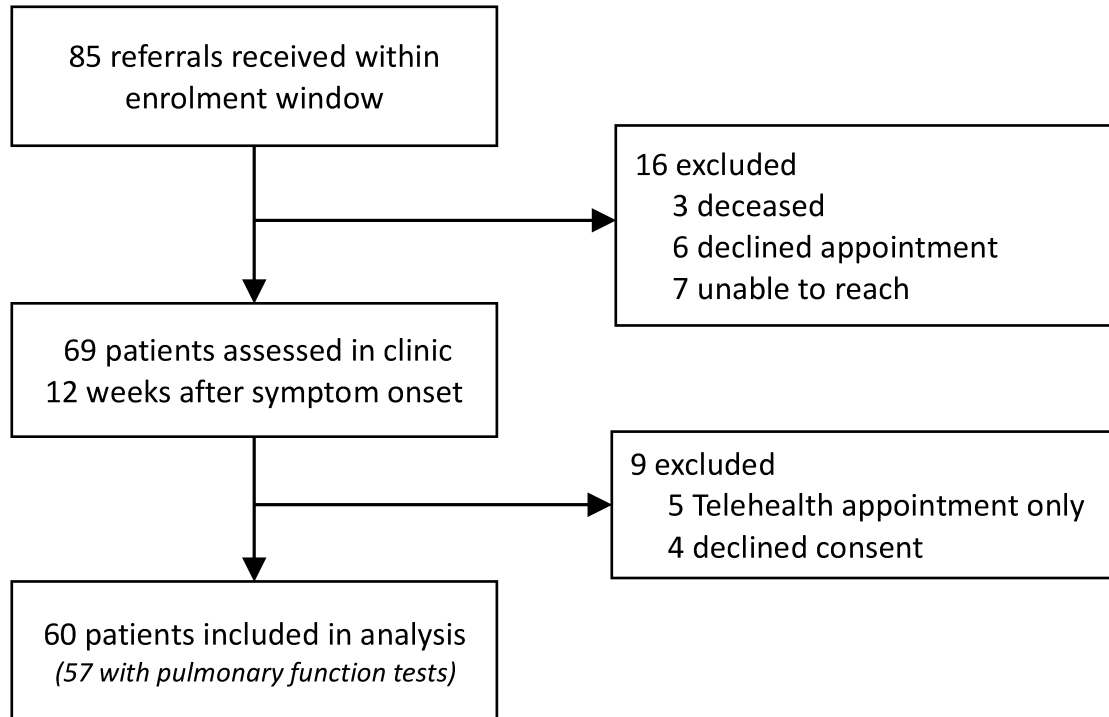 85 referrals received within
enrolment window
16 excluded
3 deceased
6 declined appointment
7 unable to reach
69 patients assessed in clinic
12 weeks after symptom onset
9 excluded
5 Telehealth appointment only
4 declined consent
60 patients included in analysis
(57 with pulmonary function tests)